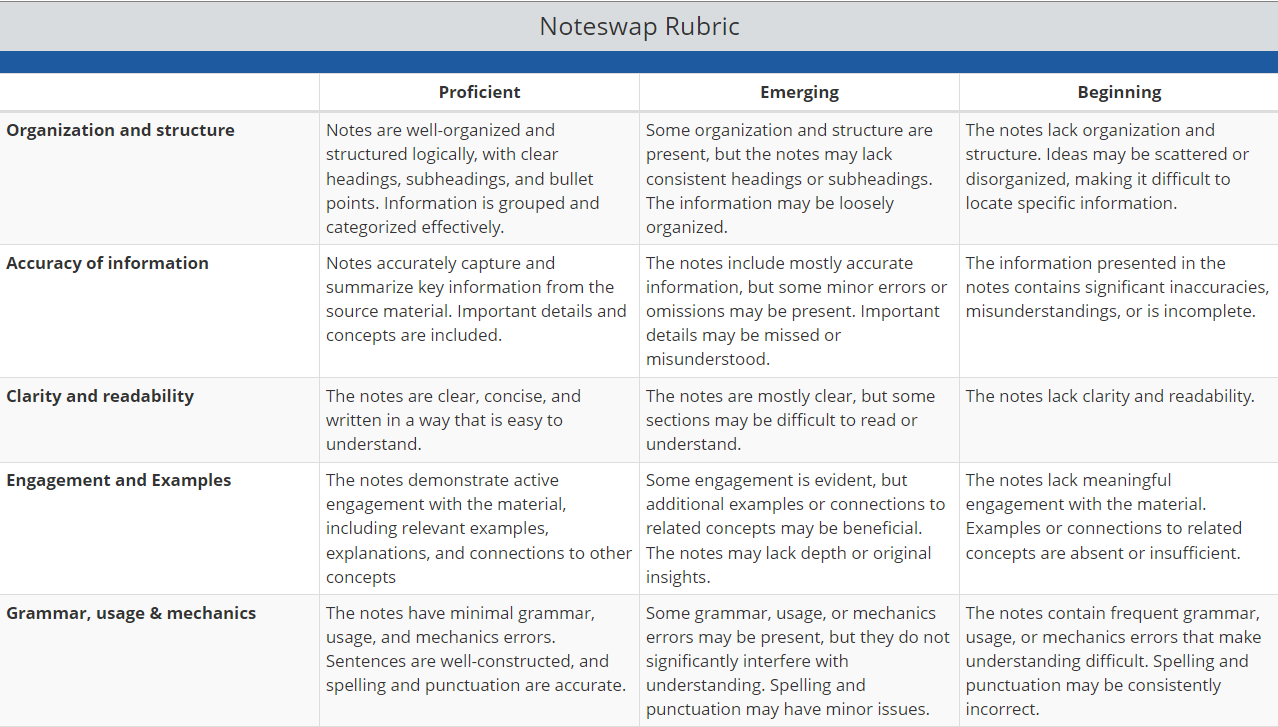 Noteswap Rubric
Proficient
Emerging
Beginning
Organization and structure
Notes are well-organized and
structured logically, with clear
headings, subheadings, and bullet
points. Information is grouped and
categorized effectively.
Some organization and structure are
present, but the notes may lack
consistent headings or subheadings.
The information may be loosely
organized.
The notes lack organization and
structure. Ideas may be scattered or
disorganized, making it difficult to
locate specific information.
Accuracy of information
Notes accurately capture and
summarize key information from the
source material. Important details and
concepts are included.
The notes include mostly accurate
information, but some minor errors or
omissions may be present. Important
details may be missed or
misunderstood.
The information presented in the
notes contains significant inaccuracies,
misunderstandings, or is incomplete.
Clarity and readability
The notes are clear, concise, and
written in a way that is easy to
understand.
The notes are mostly clear, but some
sections may be difficult to read or
understand.
The notes lack clarity and readability.
Engagement and Examples
The notes demonstrate active
engagement with the material,
including relevant examples,
explanations, and connections to other
concepts
Some engagement is evident, but
additional examples or connections to
related concepts may be beneficial.
The notes may lack depth or original
insights.
The notes lack meaningful
engagement with the material.
Examples or connections to related
concepts are absent or insufficient.
Grammar, usage & mechanics
The notes have minimal grammar,
usage, and mechanics errors.
Sentences are well-constructed, and
spelling and punctuation are accurate.
Some grammar, usage, or mechanics
errors may be present, but they do not
significantly interfere with
understanding. Spelling and
punctuation may have minor issues.
The notes contain frequent grammar,
usage, or mechanics errors that make
understanding difficult. Spelling and
punctuation may be consistently
incorrect.